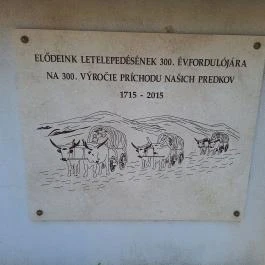 ELŐDEINK LETELEPEDÉSÉNEK 300. ÉVFORDULÓJÁRA
NA 300. VÝROČIE PRÍCHODU NAŠICH PREDKOV
1715 - 2015